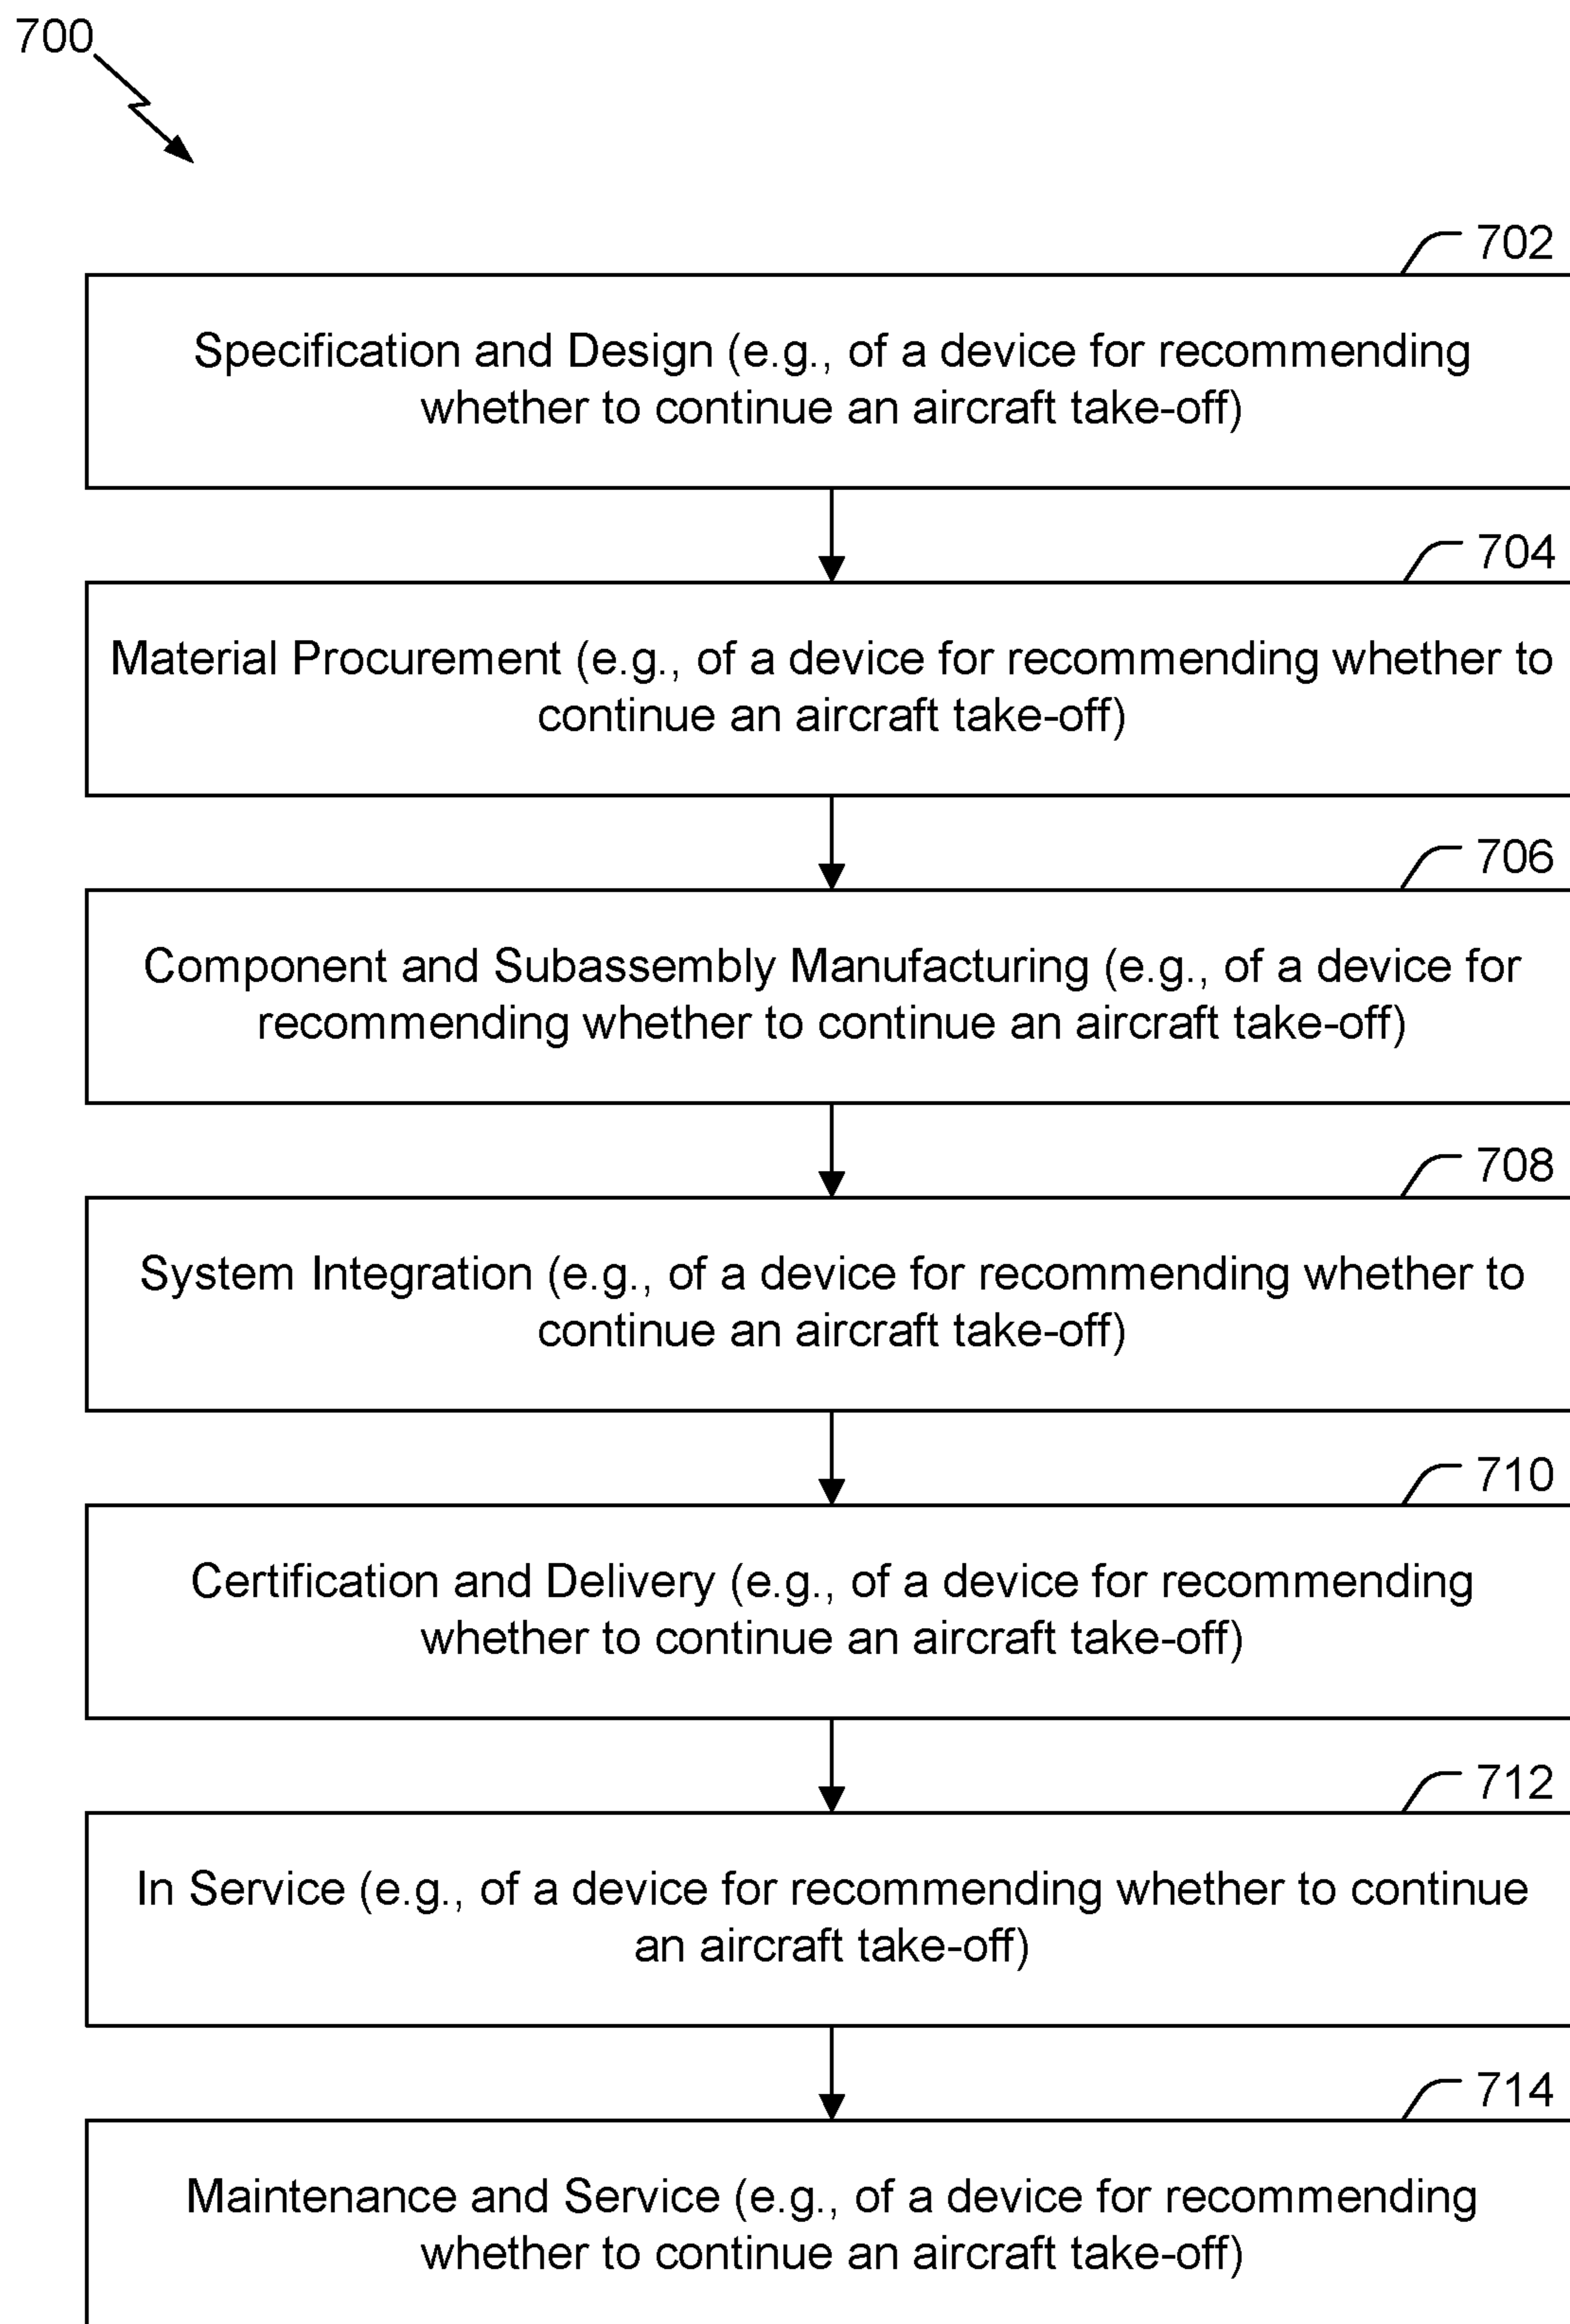 700
702
Specification and Design (e.g., of a device for recommending
whether to continue an aircraft take-off)
704
Material Procurement (e.g., of a device for recommending whether to
continue an aircraft take-off)
706
Component and Subassembly Manufacturing (e.g., of a device for
recommending whether to continue an aircraft take-off)
708
System Integration (e.g., of a device for recommending whether to
continue an aircraft take-off)
710
Certification and Delivery (e.g., of a device for recommending
whether to continue an aircraft take-off)
712
In Service (e.g., of a device for recommending whether to continue
an aircraft take-off)
714
Maintenance and Service (e.g., of a device for recommending
whether to continue an aircraft take-off)